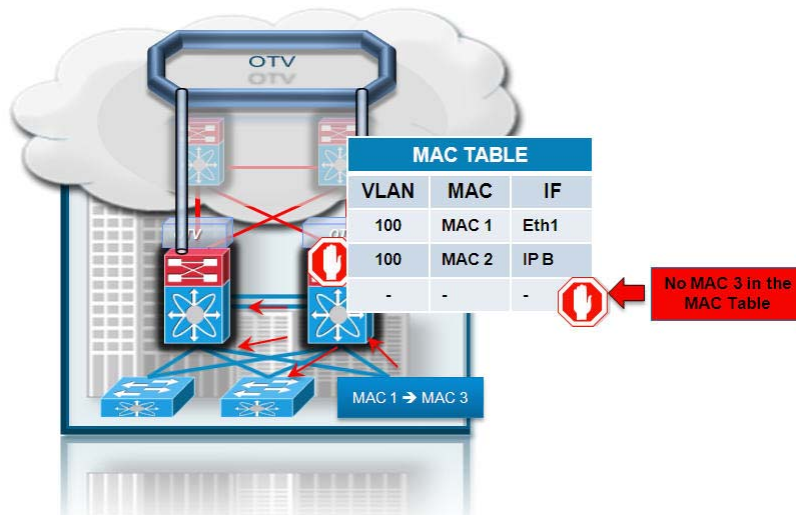 OTV
MAC TABLE
VLAN MAC IF
100 MAC 1 Eth1
100 MAC 2 IP B
- - -
No MAC 3 in the
MAC Table
OTV
MAC 1 → MAC 3